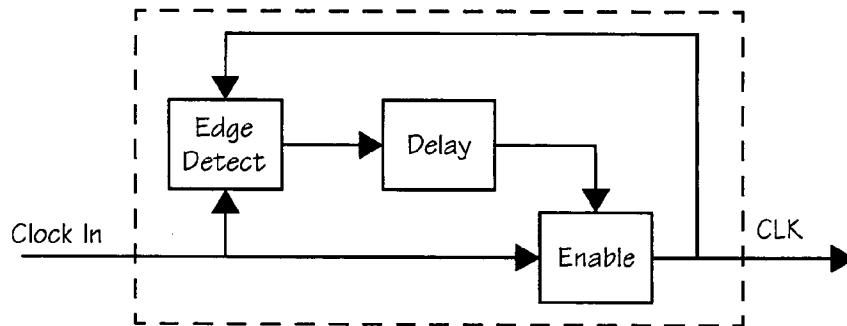 Edge
Detect
Delay
Clock In
Enable
CLK